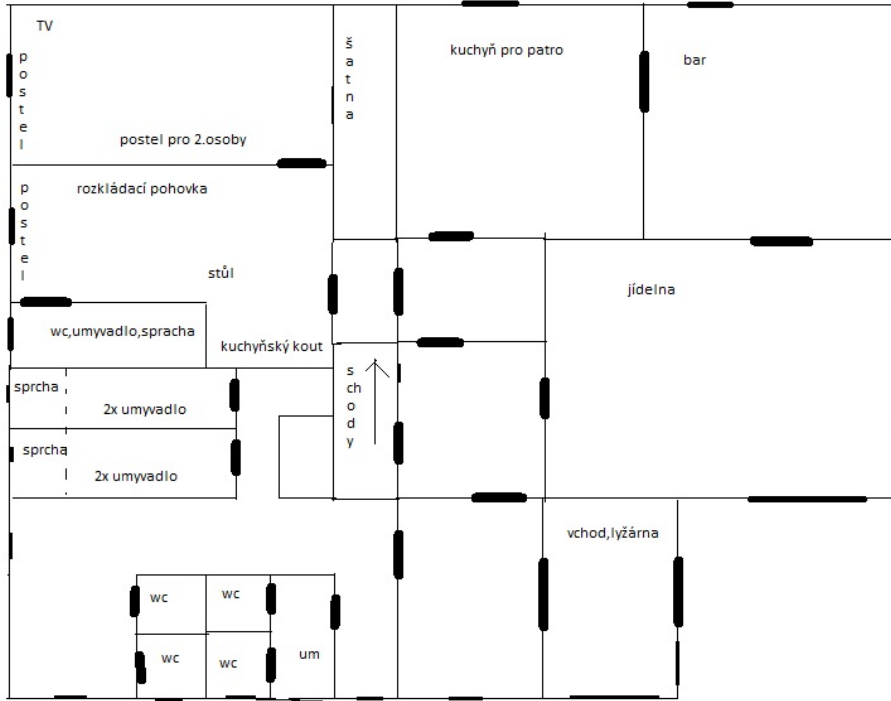 TV
šatna
kuchyň pro patro
bar
postel
postel pro 2.osoby
postel
rozkládací pohovka
stůl
jídelna
wc,umyvadlo,spracha
kuchyňský kout
schody
sprcha
2x umyvadlo
sprcha
2x umyvadlo
vchod,lyžárna
wc
wc
wc
wc
um